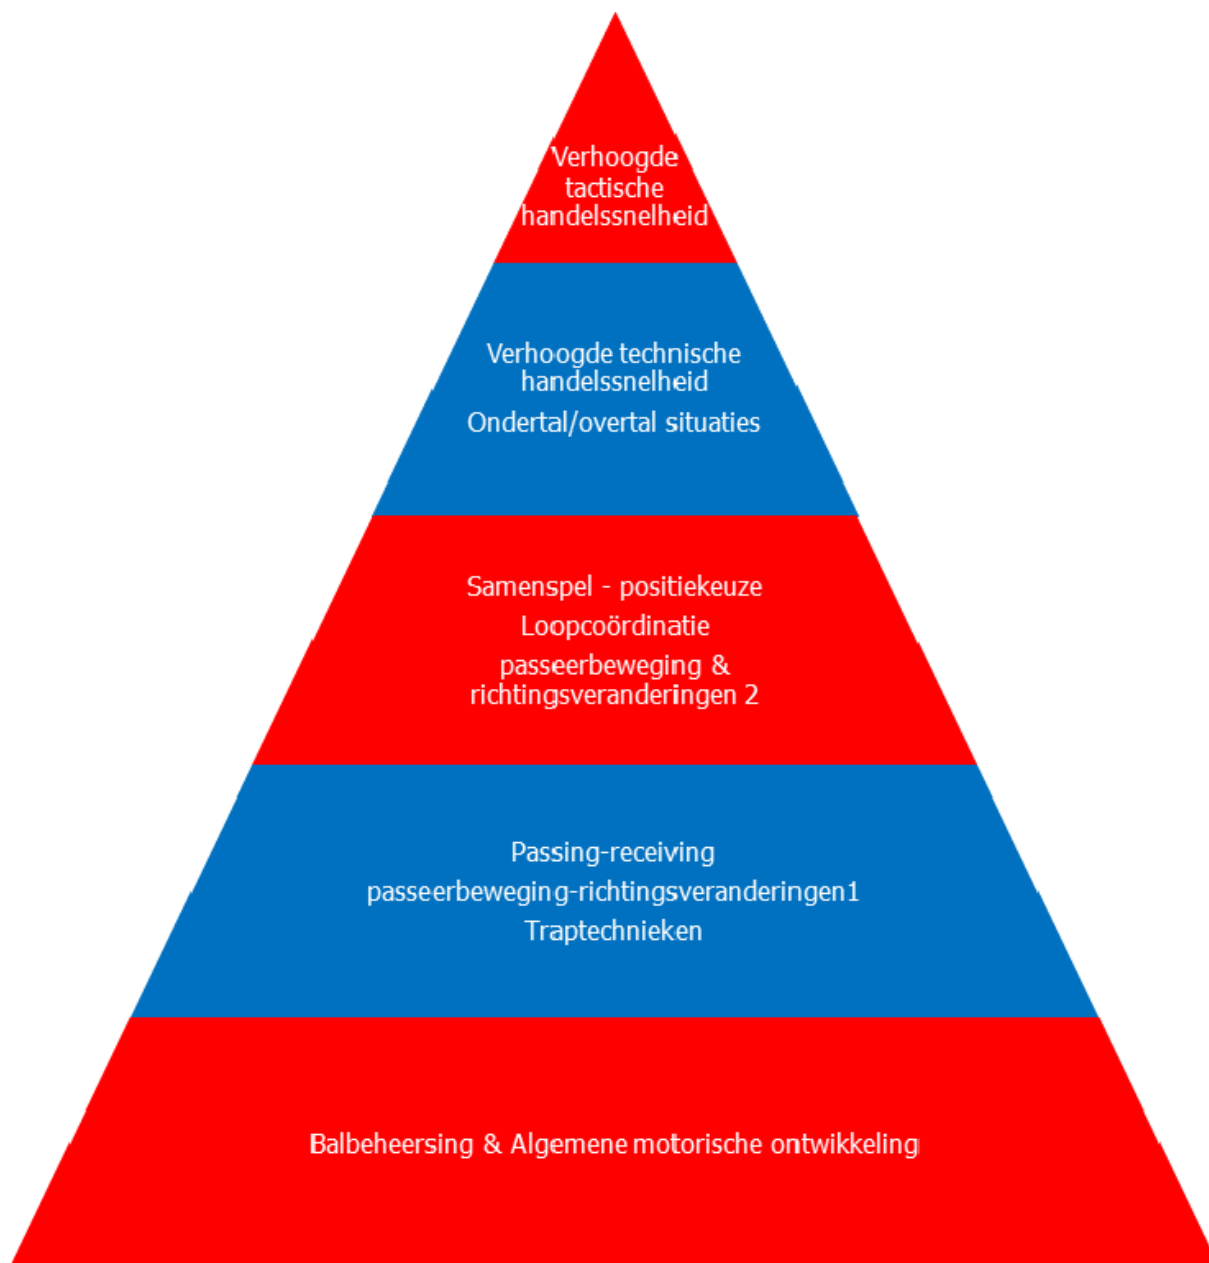 Verhoogde
tactische
handelssnelheid
Verhoogde technische
handelssnelheid
Ondertal/overtal situaties
Samenspel - positiekeuze
Loopcoördinatie
passeerbeweging &
richtingsveranderingen 2
Passing-receiving
passeerbeweging-richtingsveranderingen1
Traptechnieken
Balbeheersing & Algemene motorische ontwikkeling